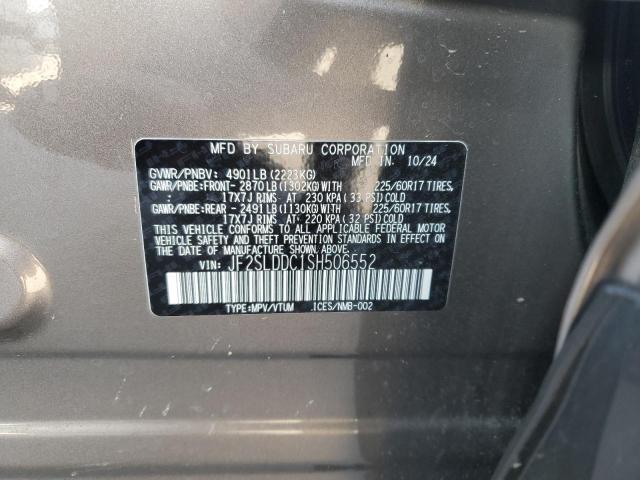 MFD BY SUBARU CORPORATION
MFD IN 10/24
GVWR/PNBV: 4901LB(2223KG)
GAWR/PNBE:FRONT- 2870LB(1302KG)WITH 225/60R17 TIRES,
: 17X7J RIMS AT 230 KPA(33 PSI)COLD
GAWR/PNBE:REAR - 2491LB(1130KG)WITH 225/60R17 TIRES,
: 17X7J RIMS AT 220 KPA(32 PSI)COLD
THIS VEHICLE CONFORMS TO ALL APPLICABLE FEDERAL MOTOR
VEHICLE SAFETY AND THEFT PREVENTION STANDARDS IN EFFECT ON
THE DATE OF MANUFACTURE SHOWN ABOVE.
VIN: JF2SLDDC1SH506552
TYPE:MPV/VTUM ICES/NMB-002